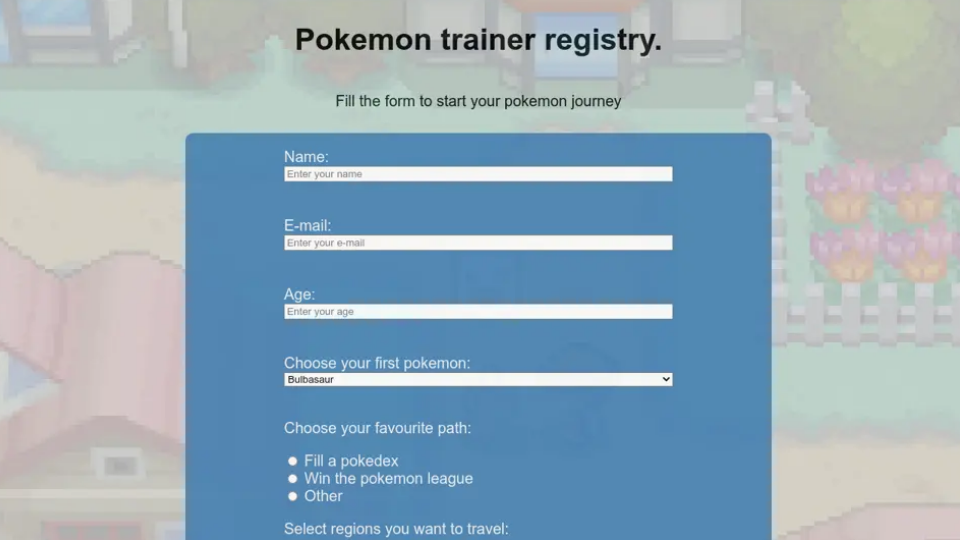 Pokemon trainer registry.
Fill the form to start your pokemon journey
Name:
Enter your name
E-mail:
Enter your e-mail
Age:
Enter your age
Choose your first pokemon:
Bulbasaur
Choose your favourite path:
Fill a pokedex
Win the pokemon league
Other
Select regions you want to travel: